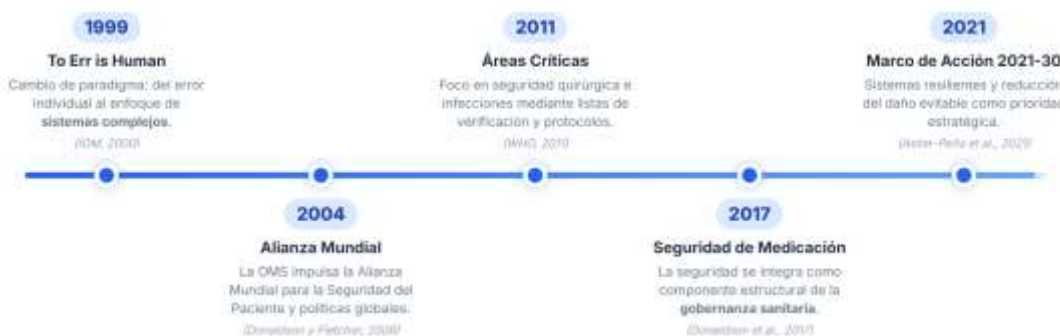 1999
To Err is Human
Cambio de paradigma: del error
individual al enfoque de
sistemas complejos.
(IOM, 2000)
2004
Alianza Mundial
La OMS impulsa la Alianza
Mundial para la Seguridad del
Paciente y políticas globales.
(Donaldson y Fletcher, 2006)
2011
Áreas Críticas
Foco en seguridad quirúrgica e
infecciones mediante listas de
verificación y protocolos.
(WHO,
2017
Seguridad de Medicación
La seguridad se integra como
componente estructural de la
gobernanza sanitaria.
(Donaldson et al., 2017)
2021
Marco de Acción 2021-30
Sistemas resilientes y reducción
del daño evitable como prioridad
estratégica.
et al.,